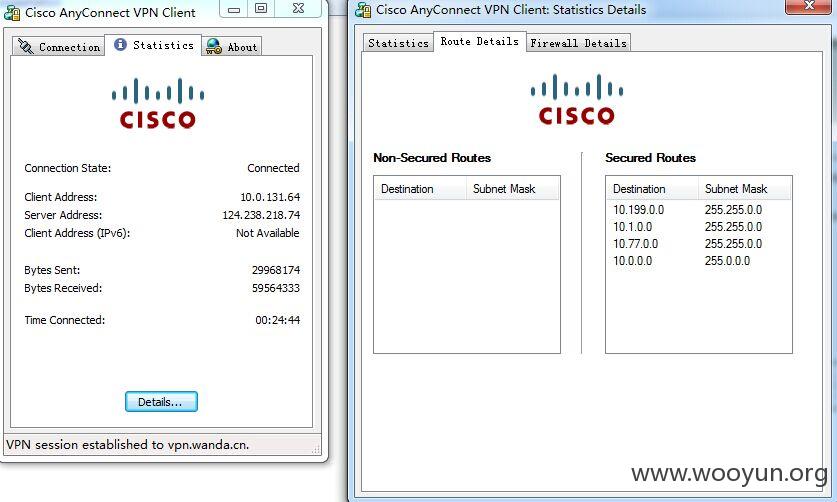 Cisco AnyConnect VPN Client
Connection
Statistics
About
CISCO
Connection State: Connected
Client Address: 10.0.131.64
Server Address: 124.238.218.74
Client Address (IPv6): Not Available
Bytes Sent: 29968174
Bytes Received: 59564333
Time Connected: 00:24:44
Details...
VPN session established to vpn.wanda.cn.
Cisco AnyConnect VPN Client: Statistics Details
Statistics
Route Details
Firewall Details
CISCO
Non-Secured Routes
Destination Subnet Mask
Secured Routes
Destination Subnet Mask
10.199.0.0 255.255.0.0
10.1.0.0 255.255.0.0
10.77.0.0 255.255.0.0
10.0.0.0 255.0.0.0
www.wooyun.org